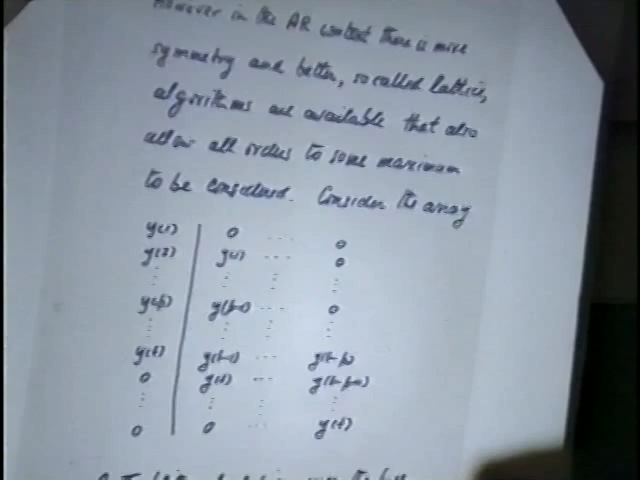 However in the AR context there is more
symmetry and better, so called lattice,
algorithms are available that also
allow all orders to some maximum
to be considered. Consider the array
y(1) | 0 ... 0
y(2) | y(1) ... 0
⋮ ⋮ ⋮ ⋮
y(p) | y(p-1) ... 0
⋮ ⋮ ⋮ ⋮
y(t) | y(t-1) ... y(t-p)
0 | y(t) ... y(t-p+1)
⋮ ⋮ ⋮
0 | 0 ... y(t)